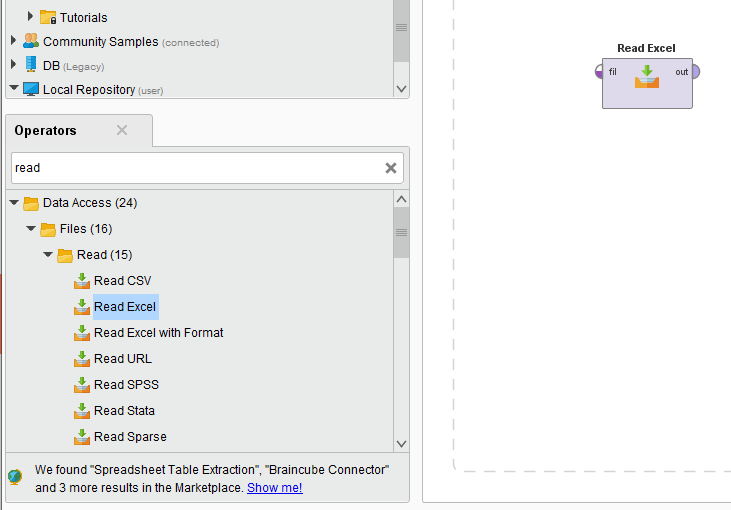 Tutorials
Community Samples (connected)
DB (Legacy)
Local Repository (user)
Operators
read
Data Access (24)
Files (16)
Read (15)
Read CSV
Read Excel
Read Excel with Format
Read URL
Read SPSS
Read Stata
Read Sparse
We found "Spreadsheet Table Extraction", "Braincube Connector"
and 3 more results in the Marketplace. Show me!
Read Excel
fil out